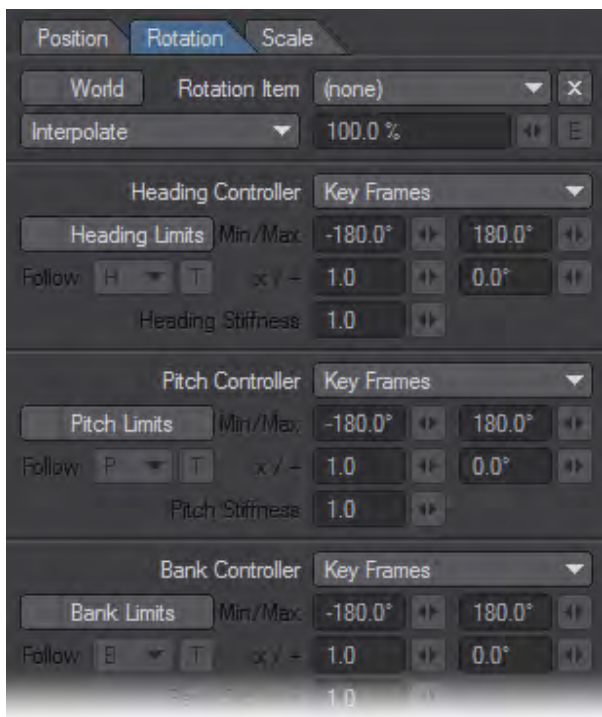 Position Rotation Scale
World Rotation Item (none) X
Interpolate 100.0 % E
Heading Controller Key Frames
Heading Limits Min/Max -180.0° 180.0°
Follow H T x / + 1.0 0.0°
Heading Stiffness 1.0
Pitch Controller Key Frames
Pitch Limits Min/Max -180.0° 180.0°
Follow P T x / + 1.0 0.0°
Pitch Stiffness 1.0
Bank Controller Key Frames
Bank Limits Min/Max -180.0° 180.0°
Follow B T x / + 1.0 0.0°
1.0